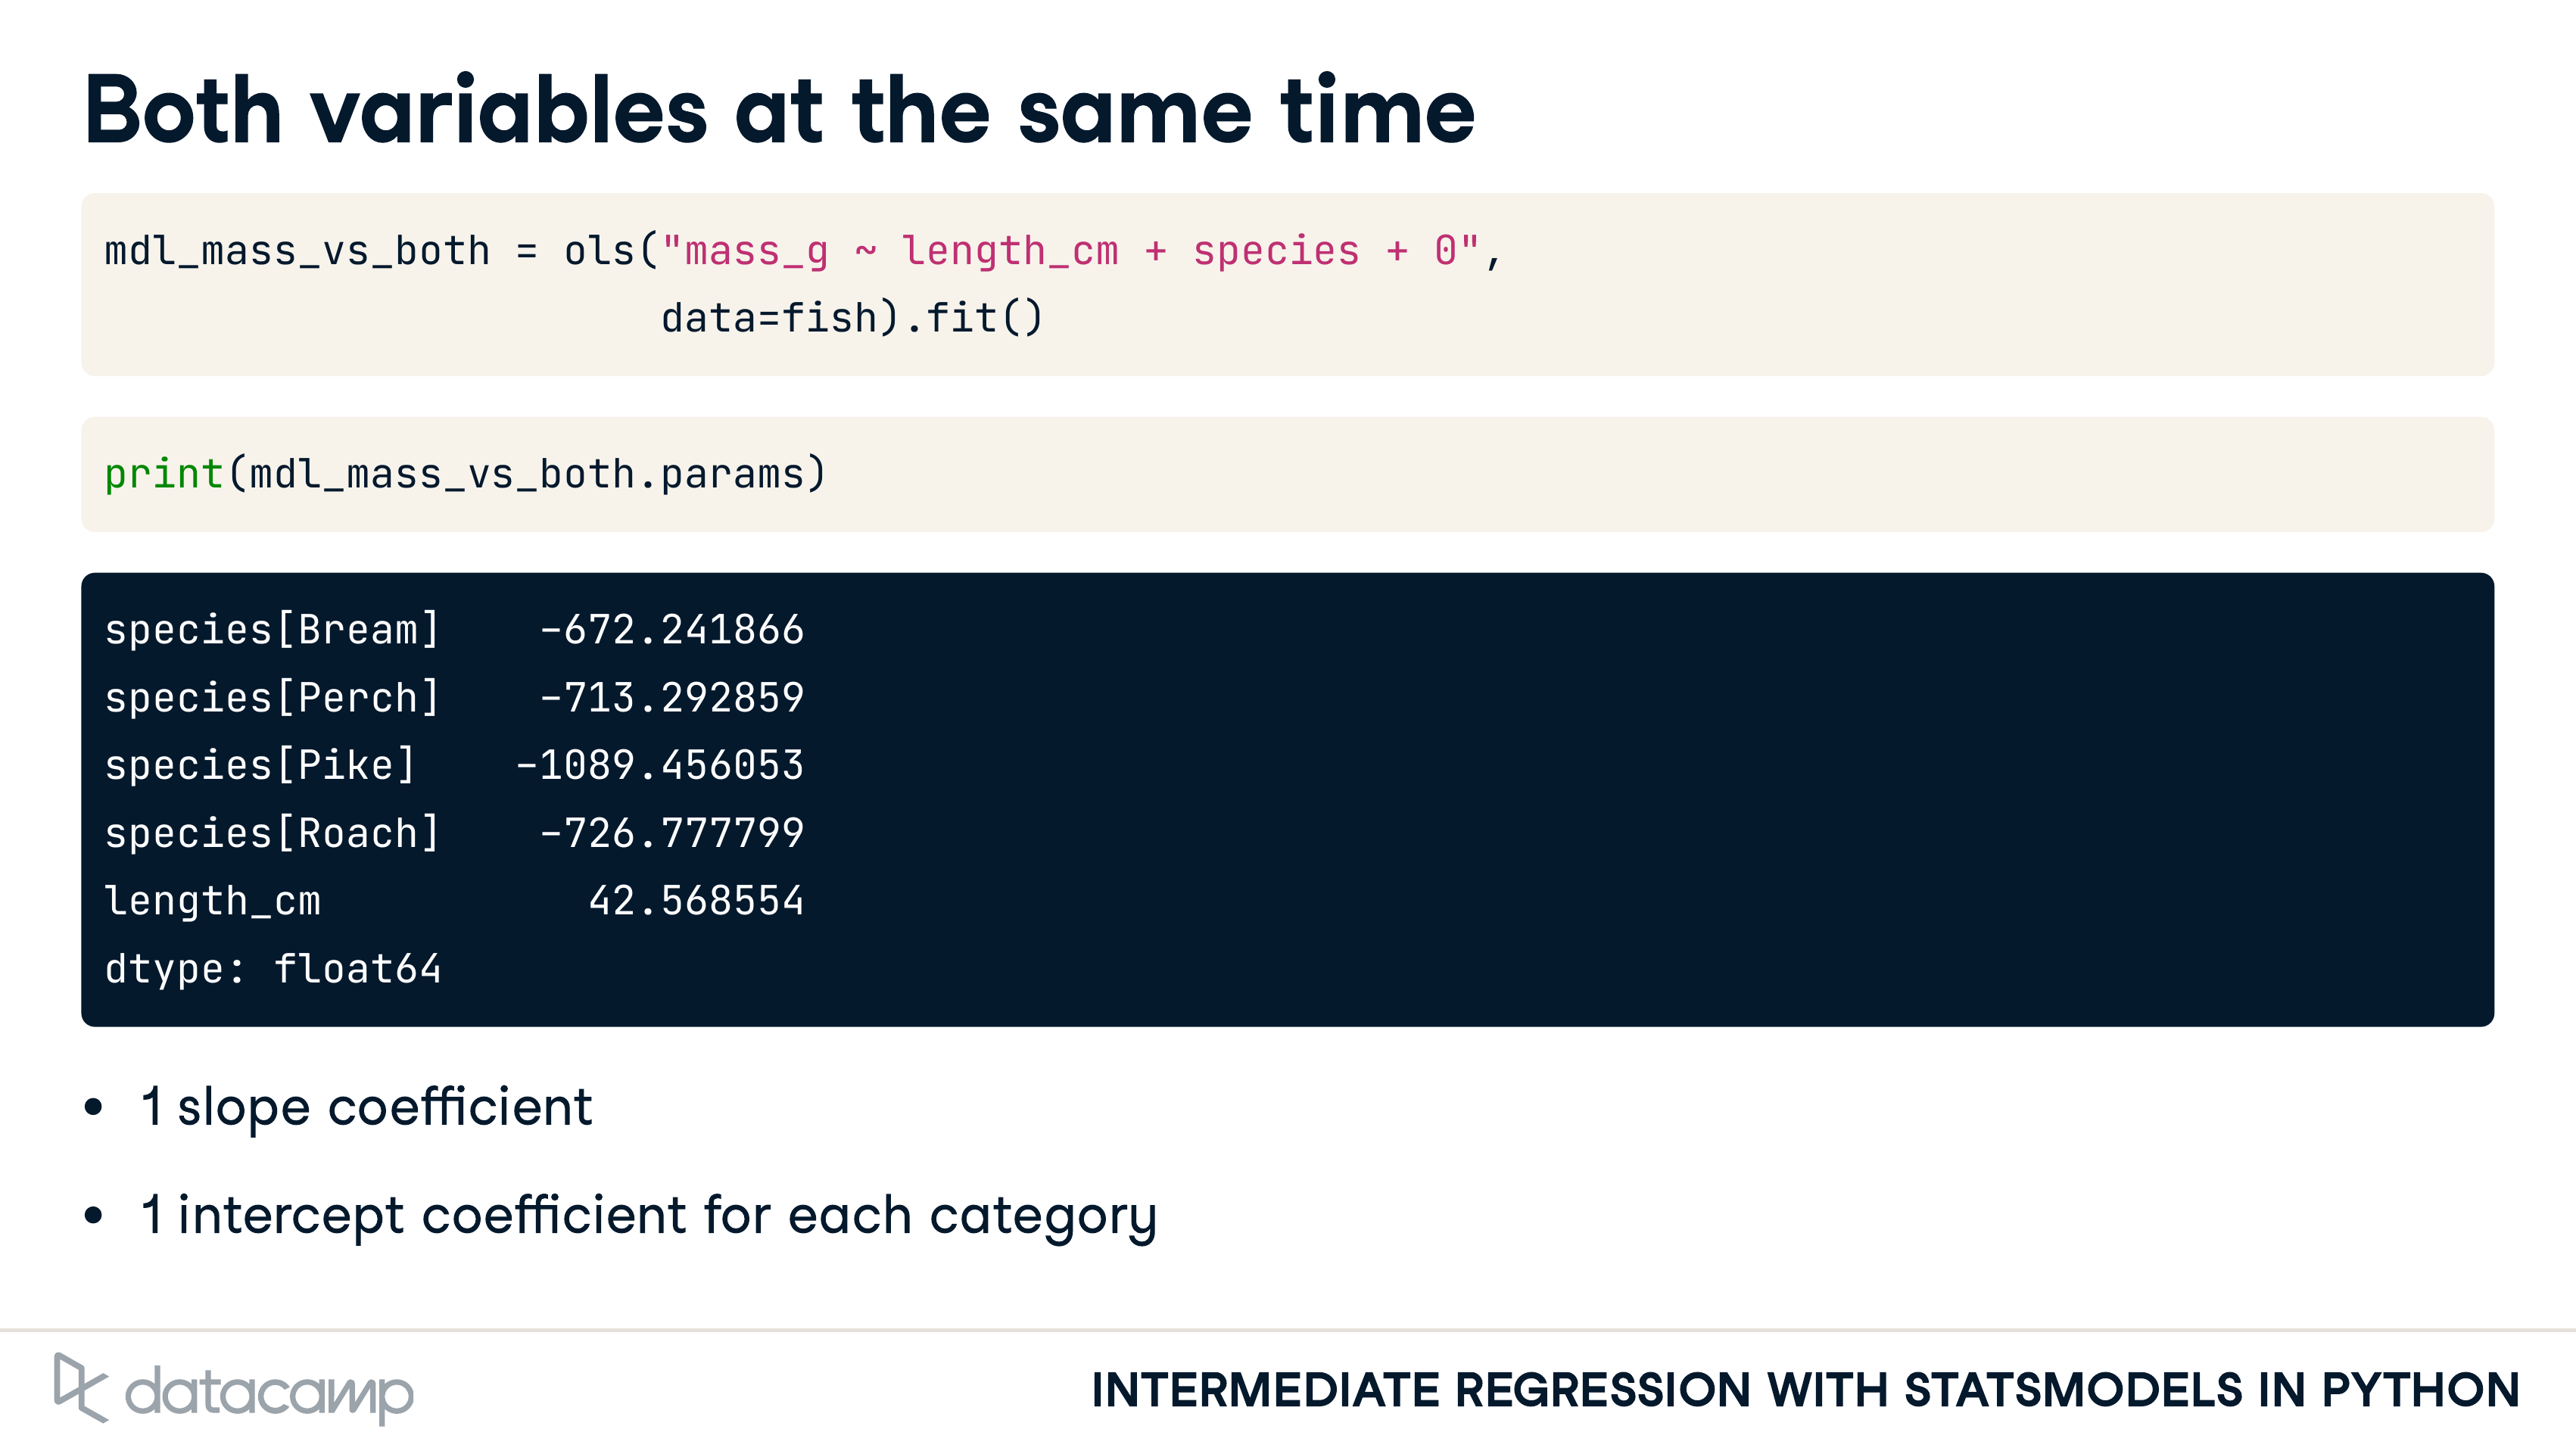 Both variables at the same time
mdl_mass_vs_both = ols("mass_g ~ length_cm + species + 0",
data=fish).fit()
print(mdl_mass_vs_both.params)
species[Bream]    -672.241866
species[Perch]    -713.292859
species[Pike]    -1089.456053
species[Roach]    -726.777799
length_cm           42.568554
dtype: float64
• 1 slope coefficient
• 1 intercept coefficient for each category
datacamp
INTERMEDIATE REGRESSION WITH STATSMODELS IN PYTHON